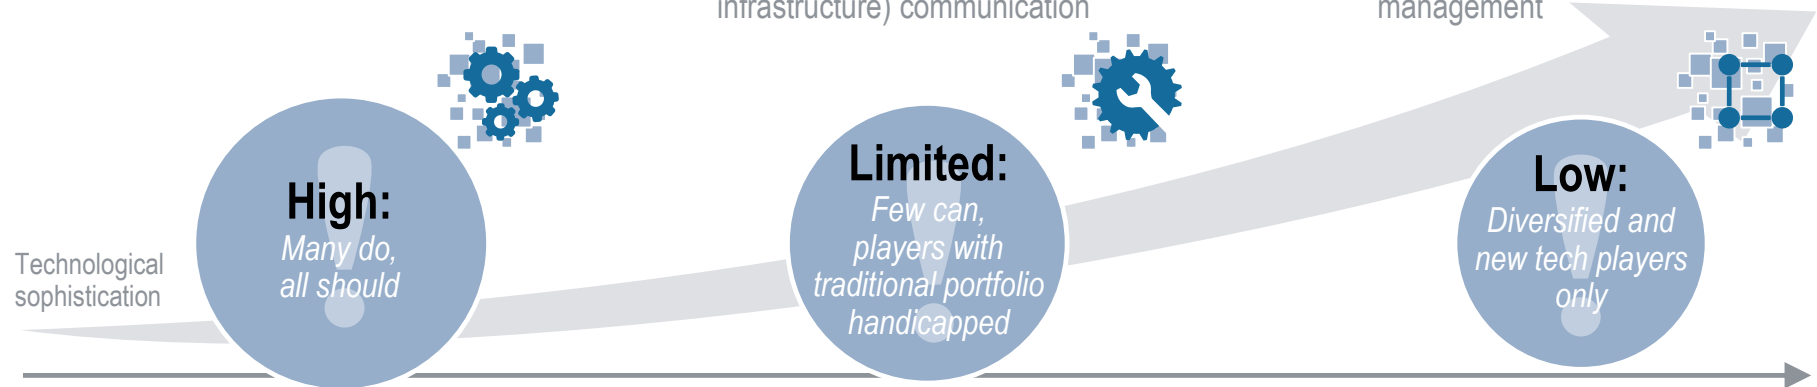 infrastructure) communication
management
High:
Many do,
all should
Limited:
Few can,
players with
traditional portfolio
handicapped
Low:
Diversified and
new tech players
only
Technological
sophistication